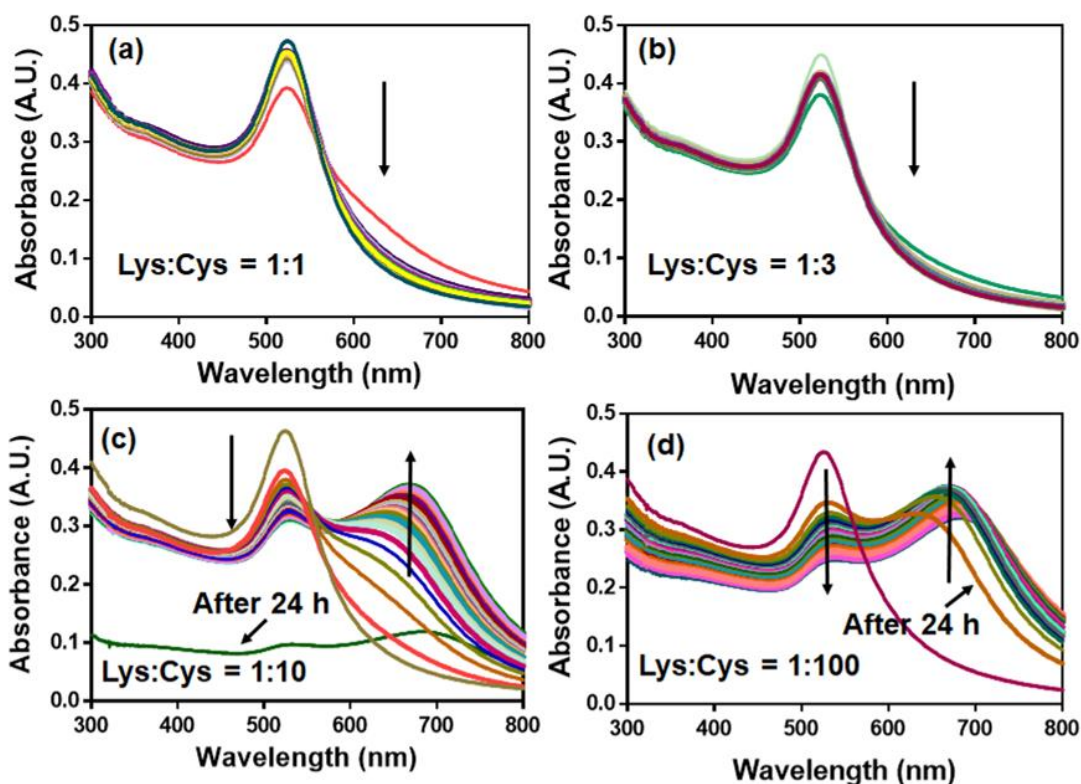 (a)
Absorbance (A.U.)
0.5
0.4
0.3
0.2
0.1
0.0
Lys:Cys = 1:1
300 400 500 600 700 800
Wavelength (nm)
(b)
Absorbance (A.U.)
0.5
0.4
0.3
0.2
0.1
0.0
Lys:Cys = 1:3
300 400 500 600 700 800
Wavelength (nm)
(c)
Absorbance (A.U.)
0.5
0.4
0.3
0.2
0.1
0.0
After 24 h
Lys:Cys = 1:10
300 400 500 600 700 800
Wavelength (nm)
(d)
Absorbance (A.U.)
0.5
0.4
0.3
0.2
0.1
0.0
After 24 h
Lys:Cys = 1:100
300 400 500 600 700 800
Wavelength (nm)